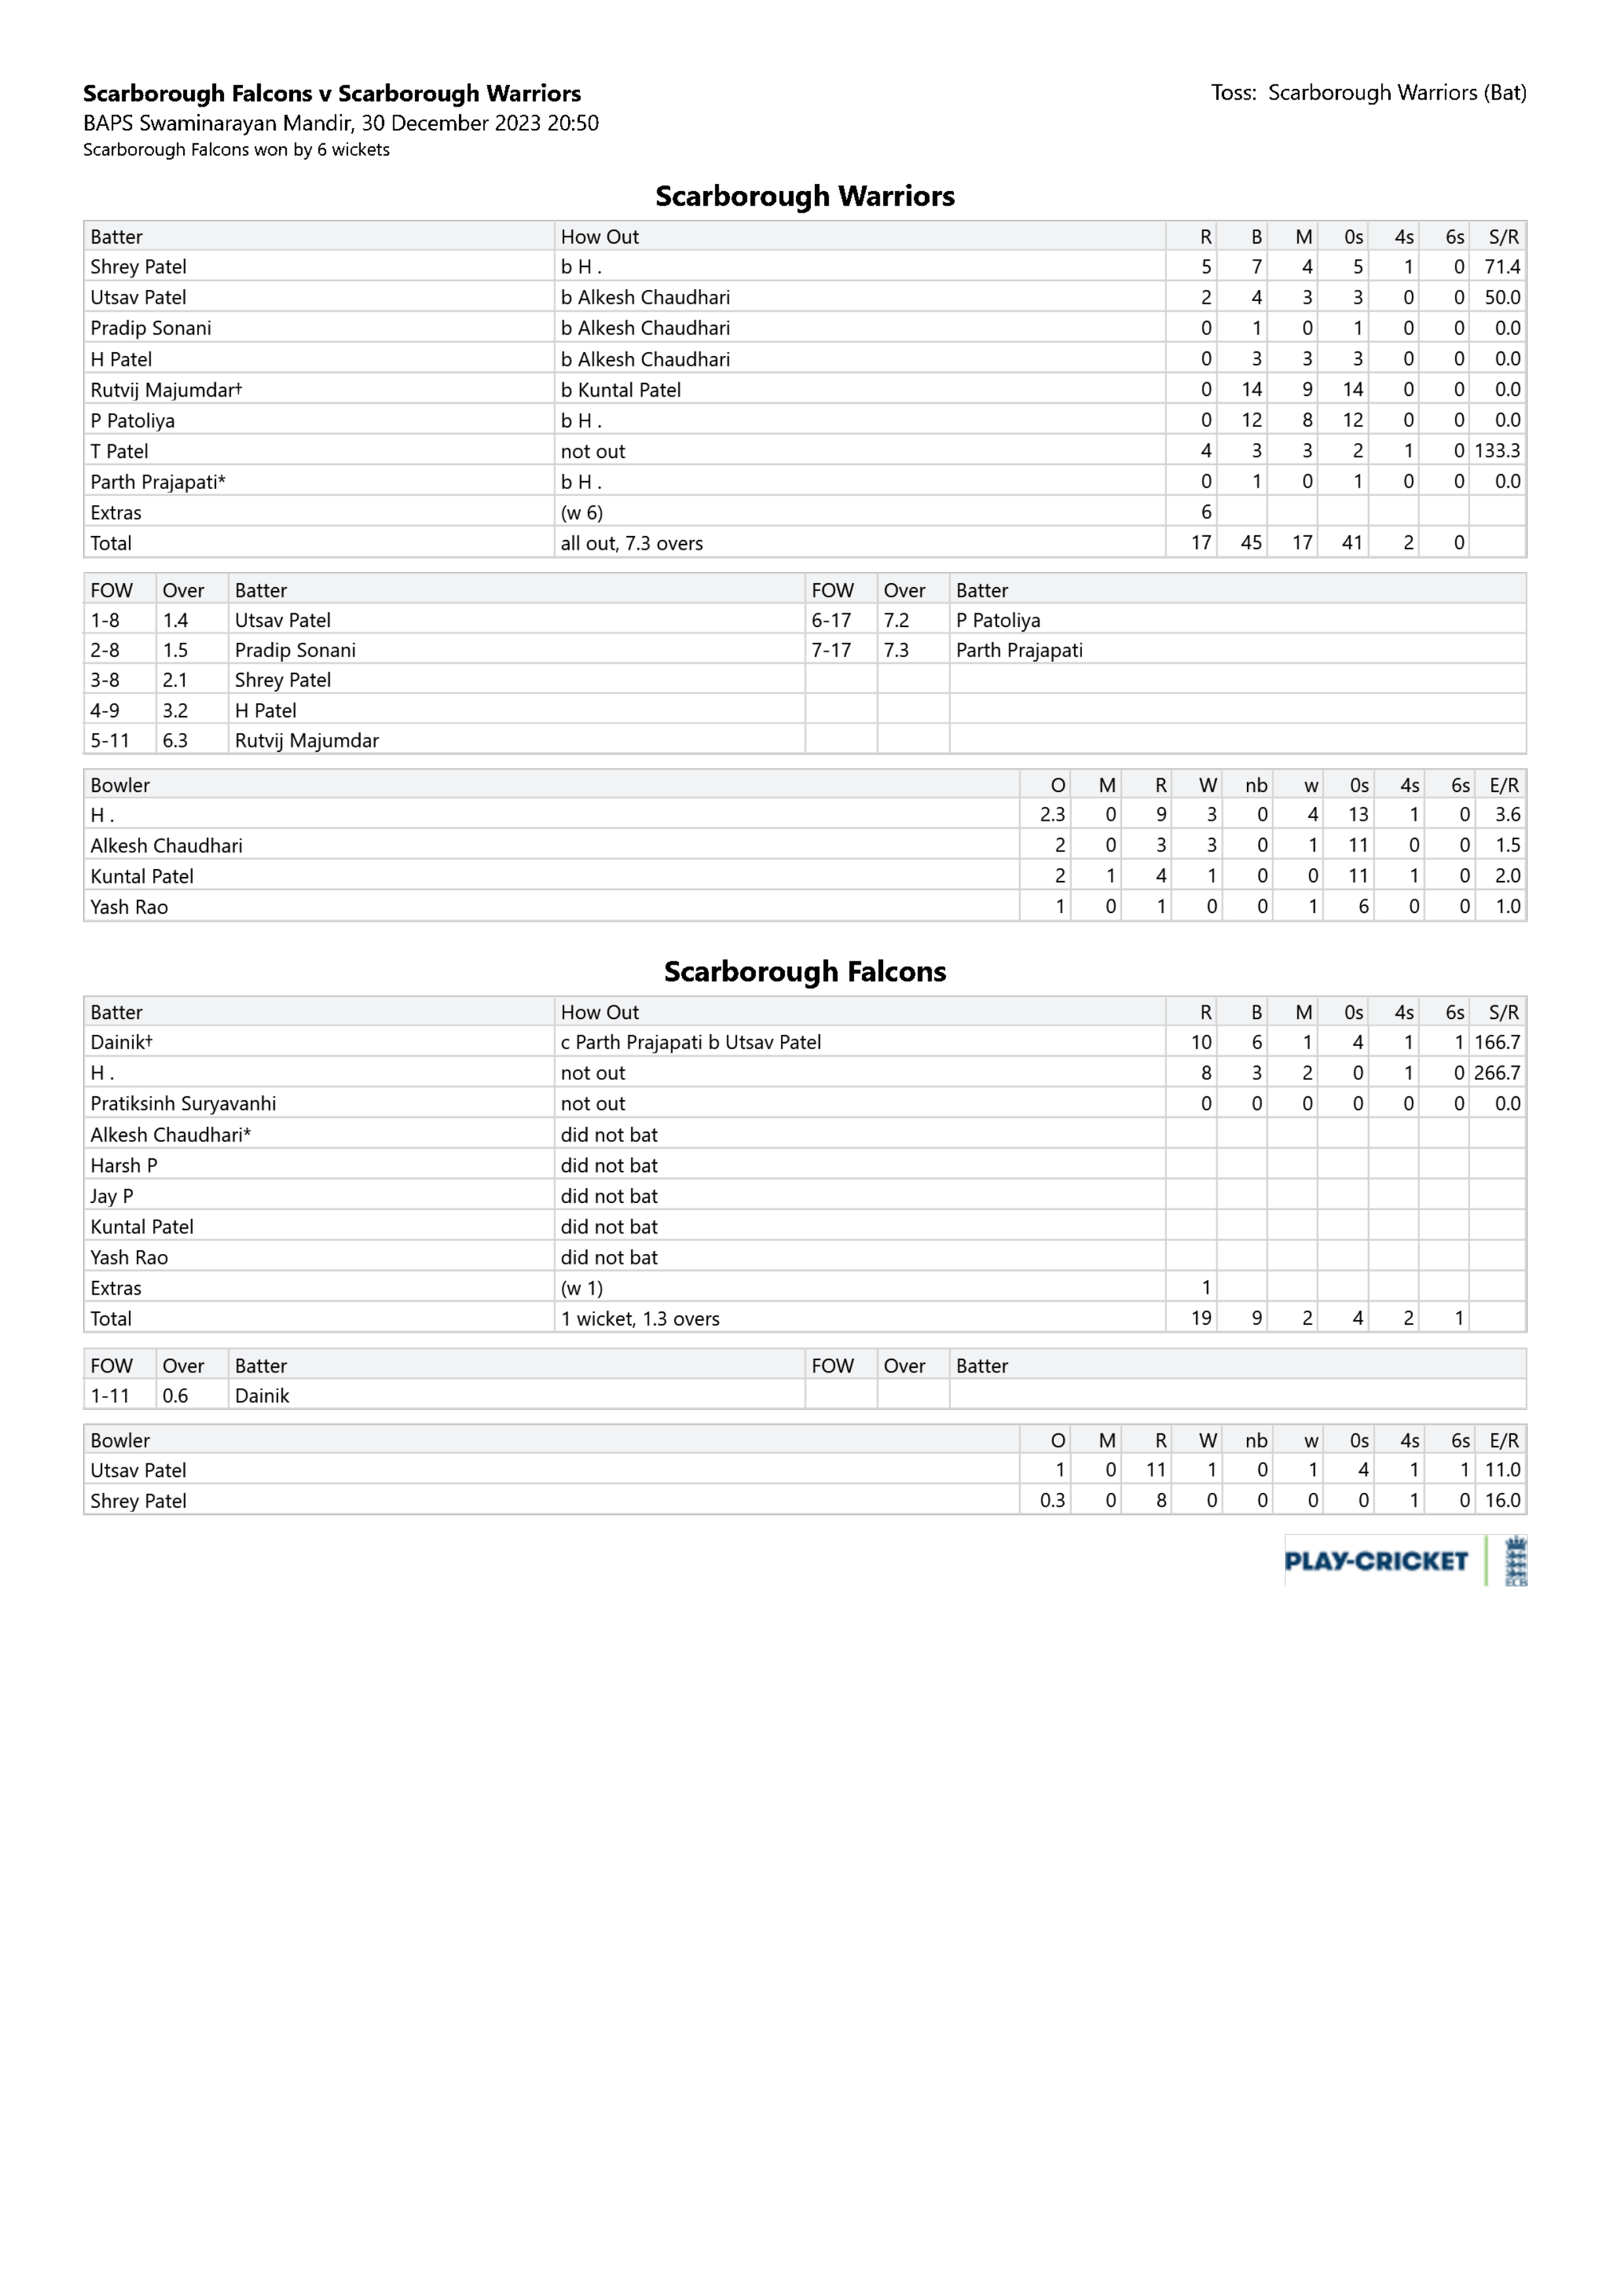 Scarborough Falcons v Scarborough Warriors
Toss: Scarborough Warriors (Bat)
BAPS Swaminarayan Mandir, 30 December 2023 20:50
Scarborough Falcons won by 6 wickets
Scarborough Warriors
Batter How Out R B M 0s 4s 6s S/R
Shrey Patel b H . 5 7 4 5 1 0 71.4
Utsav Patel b Alkesh Chaudhari 2 4 3 3 0 0 50.0
Pradip Sonani b Alkesh Chaudhari 0 1 0 1 0 0 0.0
H Patel b Alkesh Chaudhari 0 3 3 3 0 0 0.0
Rutvij Majumdar† b Kuntal Patel 0 14 9 14 0 0 0.0
P Patoliya b H . 0 12 8 12 0 0 0.0
T Patel not out 4 3 3 2 1 0 133.3
Parth Prajapati* b H . 0 1 0 1 0 0 0.0
Extras (w 6) 6
Total all out, 7.3 overs 17 45 17 41 2 0
FOW Over Batter FOW Over Batter
1-8 1.4 Utsav Patel 6-17 7.2 P Patoliya
2-8 1.5 Pradip Sonani 7-17 7.3 Parth Prajapati
3-8 2.1 Shrey Patel
4-9 3.2 H Patel
5-11 6.3 Rutvij Majumdar
Bowler O M R W nb w 0s 4s 6s E/R
H . 2.3 0 9 3 0 4 13 1 0 3.6
Alkesh Chaudhari 2 0 3 3 0 1 11 0 0 1.5
Kuntal Patel 2 1 4 1 0 0 11 1 0 2.0
Yash Rao 1 0 1 0 0 1 6 0 0 1.0
Scarborough Falcons
Batter How Out R B M 0s 4s 6s S/R
Dainik† c Parth Prajapati b Utsav Patel 10 6 1 4 1 1 166.7
H . not out 8 3 2 0 1 0 266.7
Pratiksinh Suryavanhi not out 0 0 0 0 0 0 0.0
Alkesh Chaudhari* did not bat
Harsh P did not bat
Jay P did not bat
Kuntal Patel did not bat
Yash Rao did not bat
Extras (w 1) 1
Total 1 wicket, 1.3 overs 19 9 2 4 2 1
FOW Over Batter FOW Over Batter
1-11 0.6 Dainik
Bowler O M R W nb w 0s 4s 6s E/R
Utsav Patel 1 0 11 1 0 1 4 1 1 11.0
Shrey Patel 0.3 0 8 0 0 0 0 1 0 16.0
PLAY-CRICKET
ECB